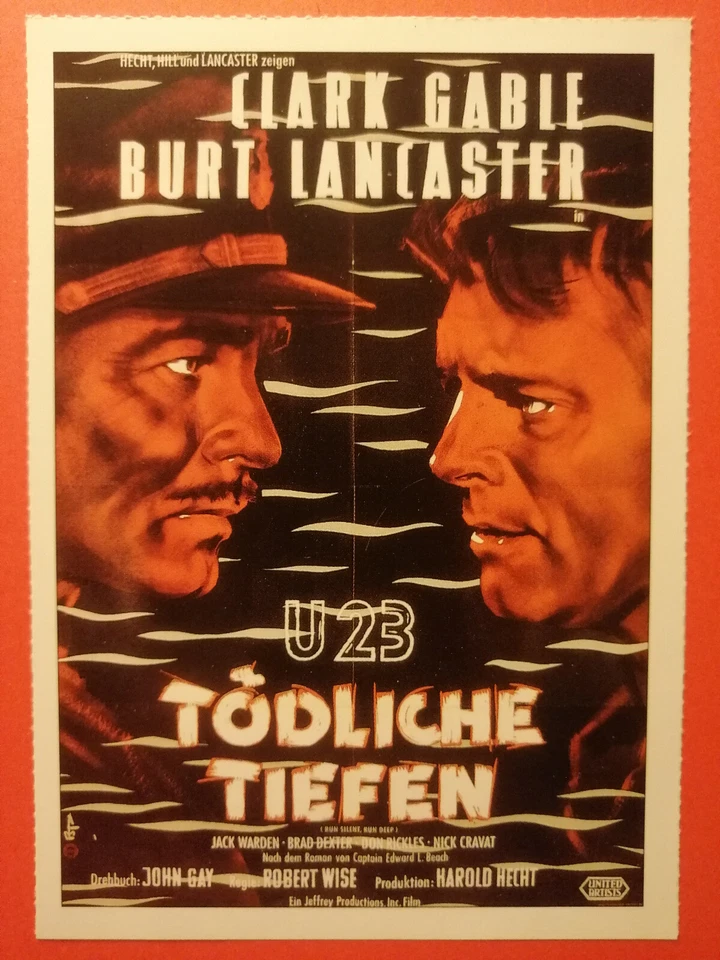 HECHT, HILL und LANCASTER zeigen
CLARK GABLE
BURT LANCASTER
in
U 23
TÖDLICHE
TIEFEN
( RUN SILENT, RUN DEEP )
JACK WARDEN · BRAD DEXTER · DON RICKLES · NICK CRAVAT
Nach dem Roman von Captain Edward L. Beach
Drehbuch: JOHN GAY Regie: ROBERT WISE Produktion: HAROLD HECHT
Ein Jeffrey Productions, Inc. Film
UNITED
ARTISTS